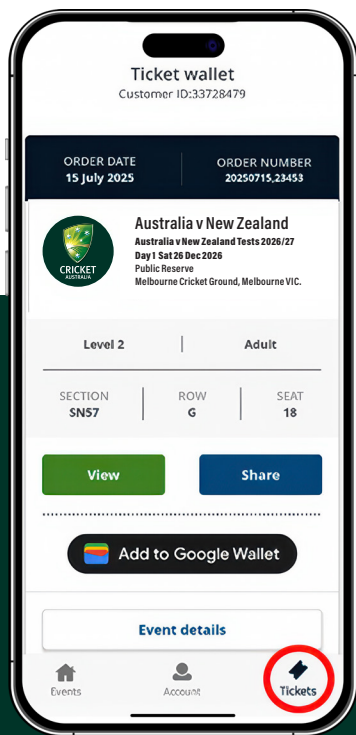 Ticket wallet
Customer ID:33728479
ORDER DATE
15 July 2025
ORDER NUMBER
20250715,23453
CRICKET
AUSTRALIA
Australia v New Zealand
Australia v New Zealand Tests 2026/27
Day 1 Sat 26 Dec 2026
Public Reserve
Melbourne Cricket Ground, Melbourne VIC.
Level 2 | Adult
SECTION
SN57
ROW
G
SEAT
18
View
Share
Add to Google Wallet
Event details
Events
Account
Tickets